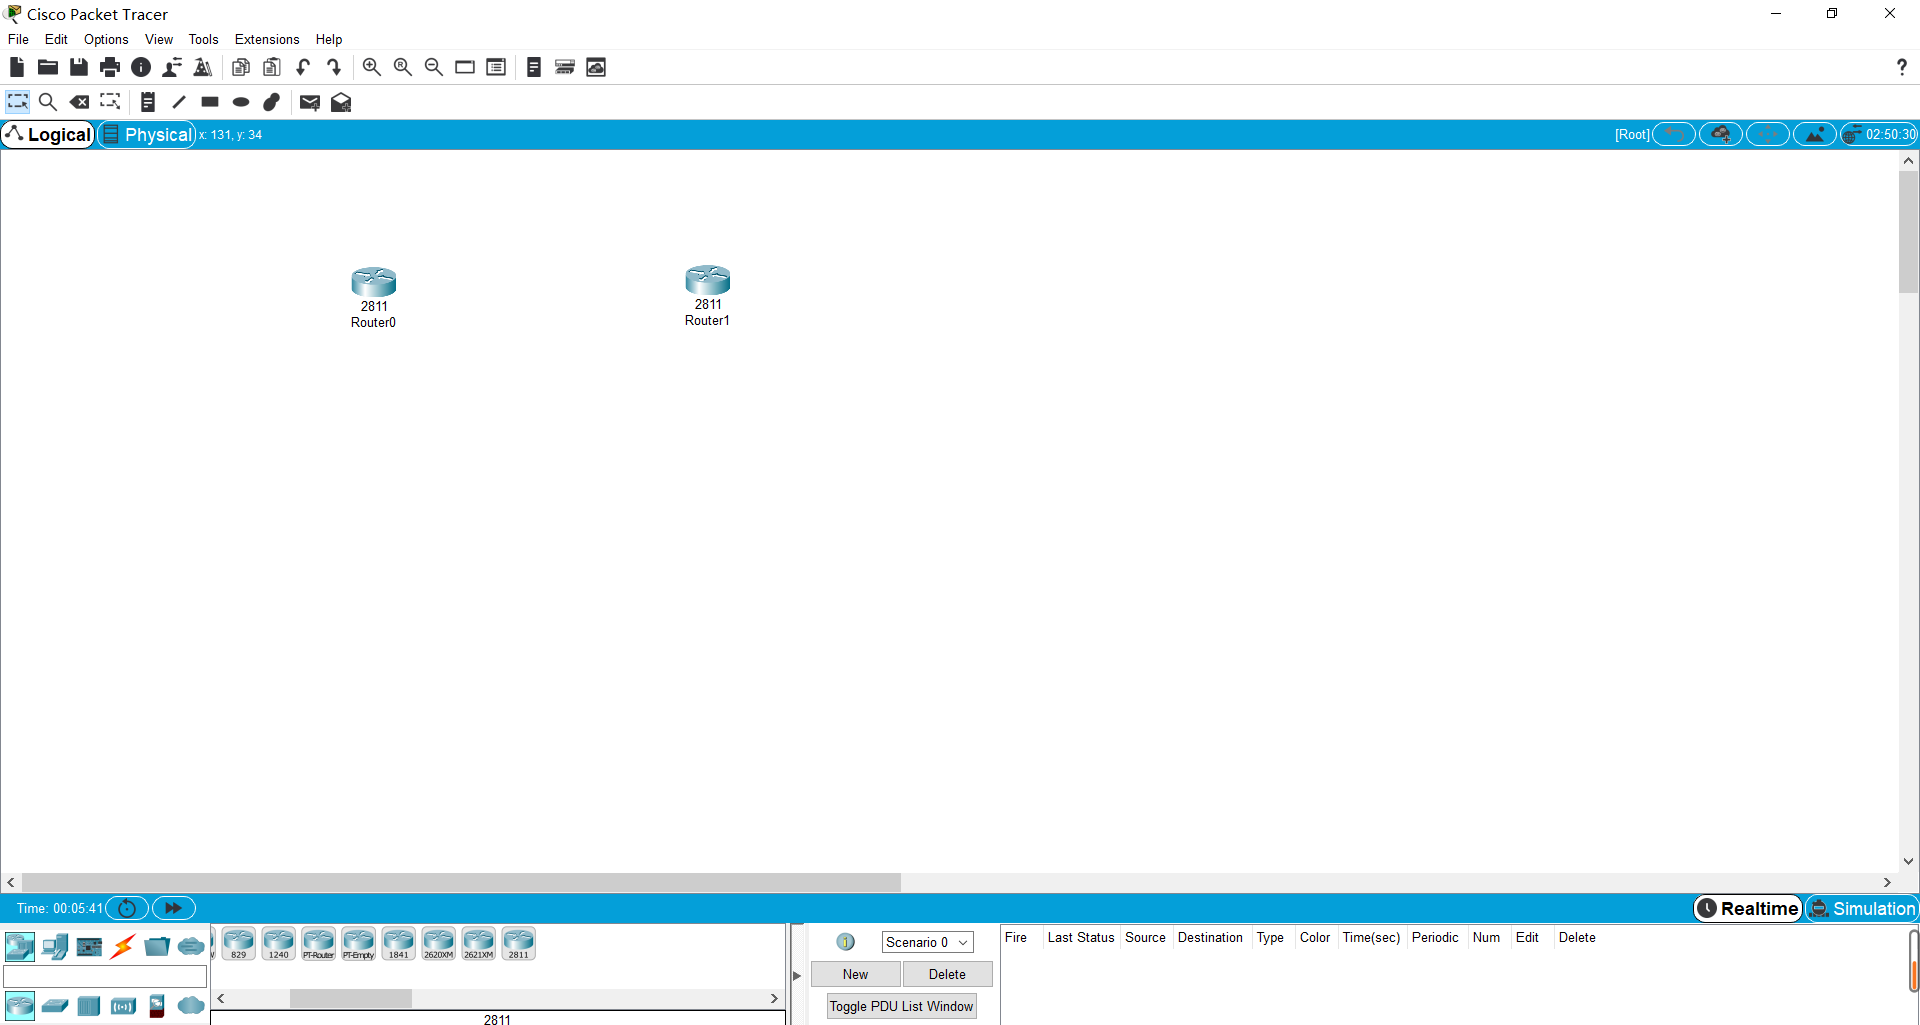 Cisco Packet Tracer
File Edit Options View Tools Extensions Help
Logical Physical x: 131, y: 34 [Root] 02:50:30
2811
Router0
2811
Router1
Time: 00:05:41 Realtime Simulation
829 1240 PT-Router PT-Empty 1841 2620XM 2621XM 2811
2811
1 Scenario 0
New Delete
Toggle PDU List Window
Fire Last Status Source Destination Type Color Time(sec) Periodic Num Edit Delete